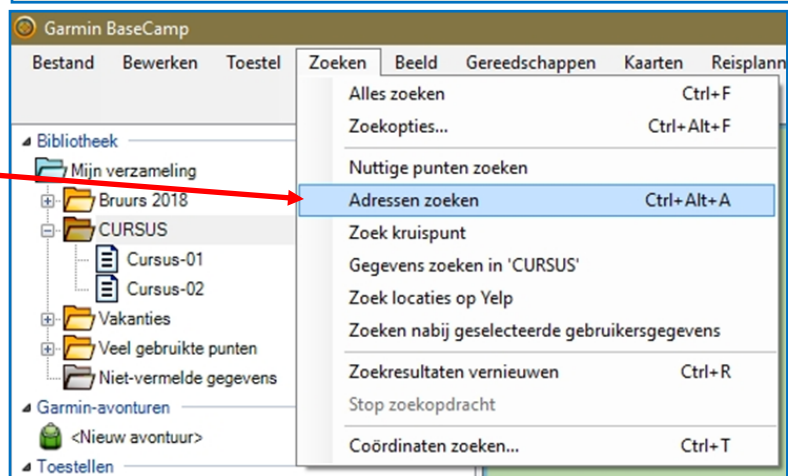 Garmin BaseCamp
Bestand Bewerken Toestel Zoeken Beeld Gereedschappen Kaarten Reisplann
Alles zoeken Ctrl+F
Zoekopties... Ctrl+Alt+F
Nuttige punten zoeken
Adressen zoeken Ctrl+Alt+A
Zoek kruispunt
Gegevens zoeken in 'CURSUS'
Zoek locaties op Yelp
Zoeken nabij geselecteerde gebruikersgegevens
Zoekresultaten vernieuwen Ctrl+R
Stop zoekopdracht
Coördinaten zoeken... Ctrl+T
Bibliotheek
Mijn verzameling
Bruurs 2018
CURSUS
Cursus-01
Cursus-02
Vakanties
Veel gebruikte punten
Niet-vermelde gegevens
Garmin-avonturen
<Nieuw avontuur>
Toestellen